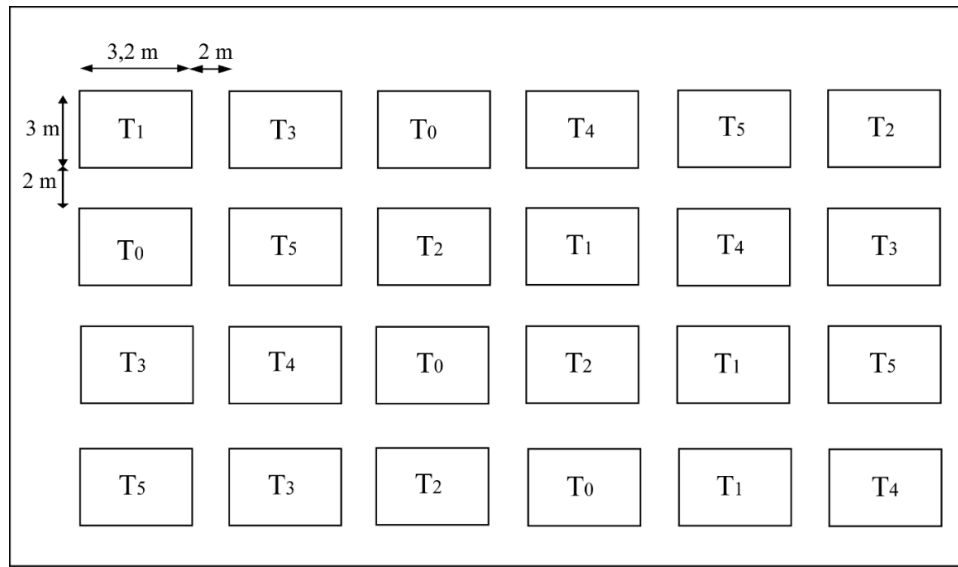 3,2 m 2 m
3 m T₁ T₃ T₀ T₄ T₅ T₂
2 m
T₀ T₅ T₂ T₁ T₄ T₃
T₃ T₄ T₀ T₂ T₁ T₅
T₅ T₃ T₂ T₀ T₁ T₄